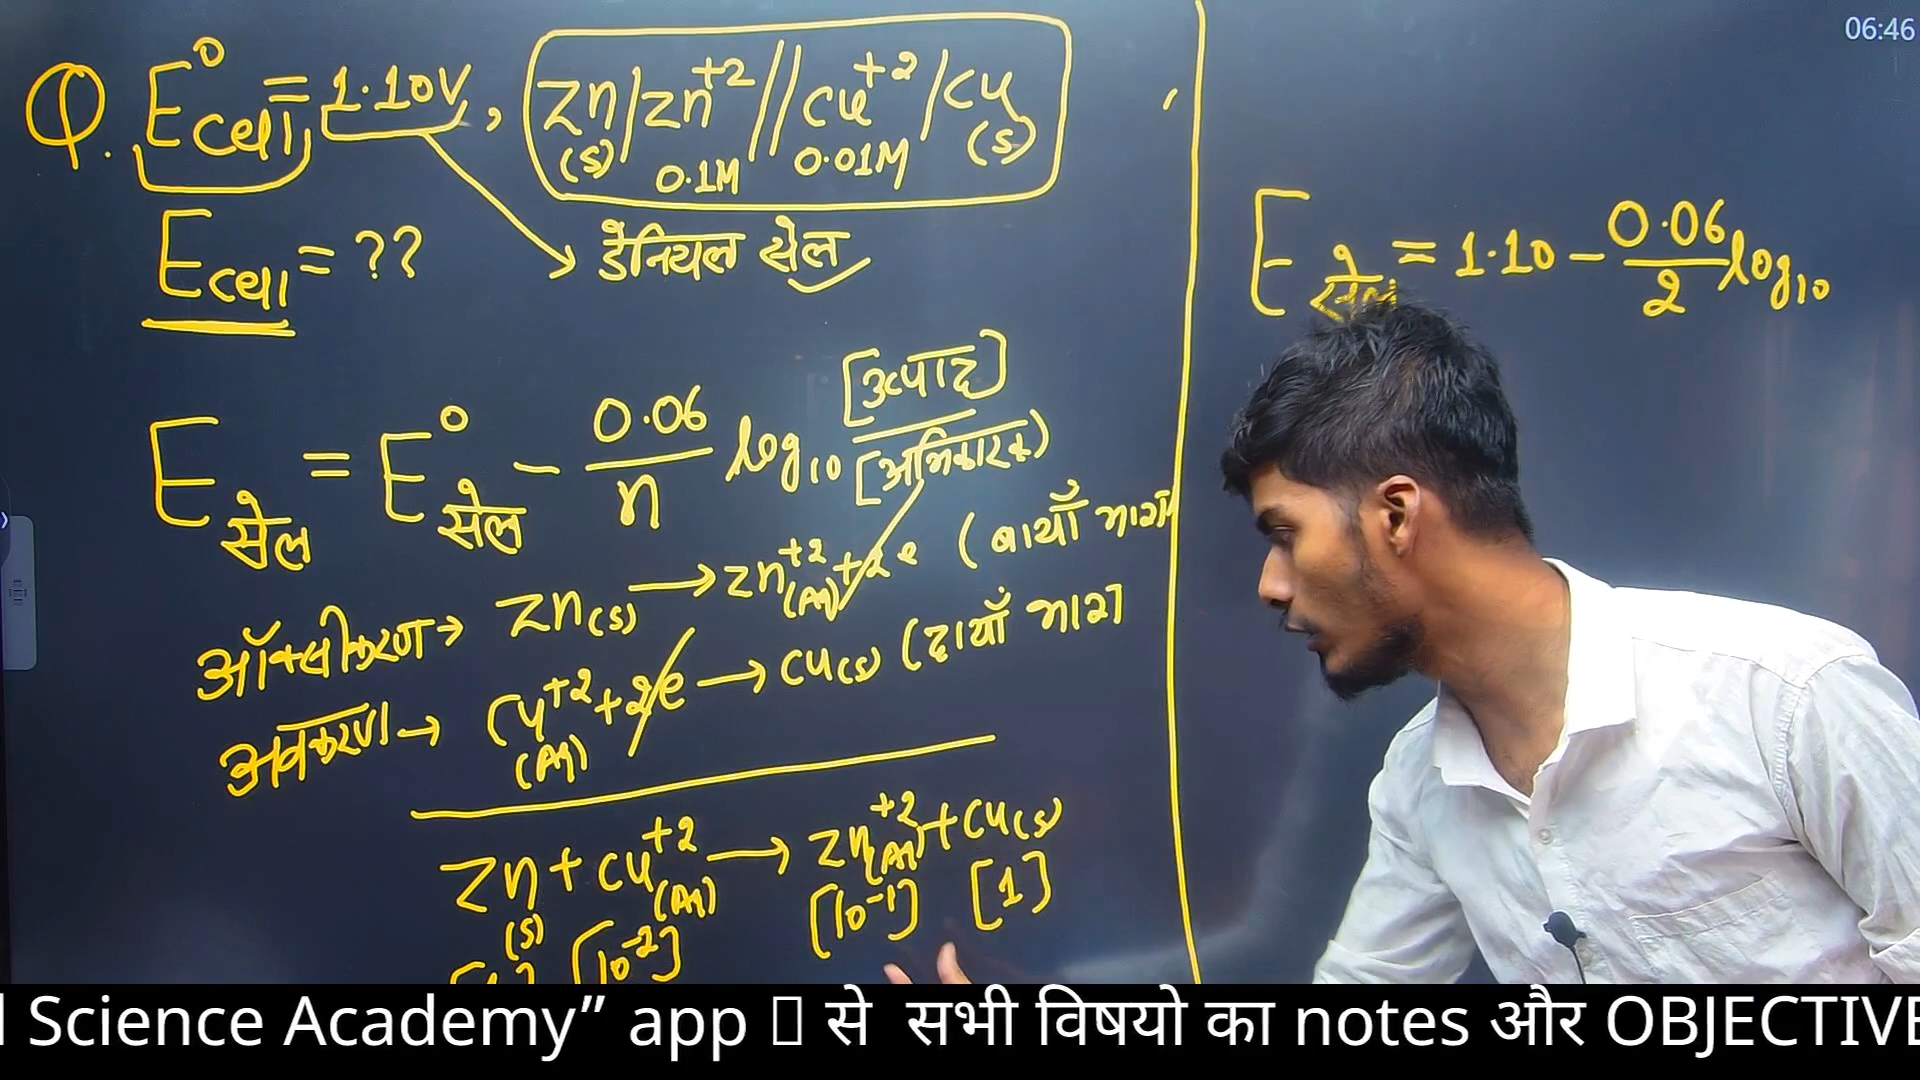 06:46
Q. E⁰cell = 1.10V, Zn(s)/Zn⁺²//Cu⁺²/Cu(s)
0.1M 0.01M
Ecell = ??
डेनियल सेल
E सेल = E⁰ सेल - 0.06/n log₁₀ [उत्पाद]/[अभिकारक]
ऑक्सीकरण → Zn(s) → Zn⁺²(Aq) + 2e (बायाँ भाग
अवकरण → Cu⁺²(Aq) + 2e → Cu(s) (दायाँ भाग
Zn(s) + Cu⁺²(Aq) → Zn⁺²(Aq) + Cu(s)
[10⁻²] [10⁻¹] [1]
E सेल = 1.10 - 0.06/2 log₁₀
Science Academy” app से सभी विषयो का notes और OBJECTIVE